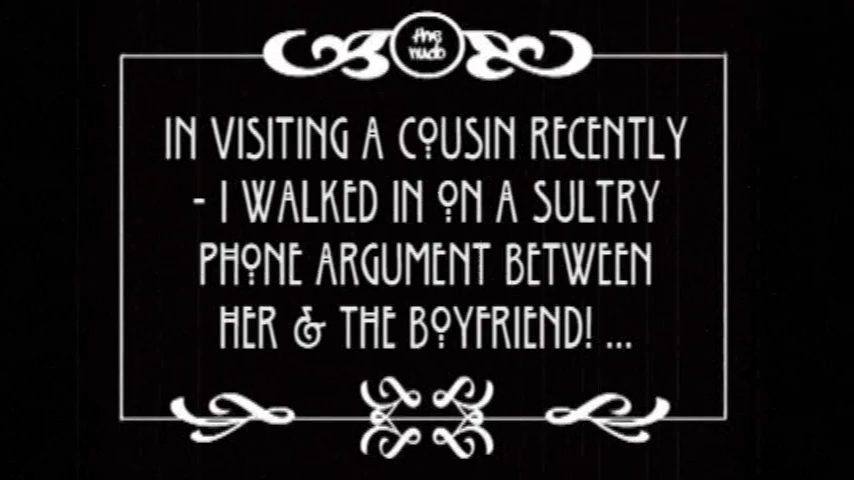 the
nudo
IN VISITING A COUSIN RECENTLY
- I WALKED IN ON A SULTRY
PHONE ARGUMENT BETWEEN
HER & THE BOYFRIEND! ...